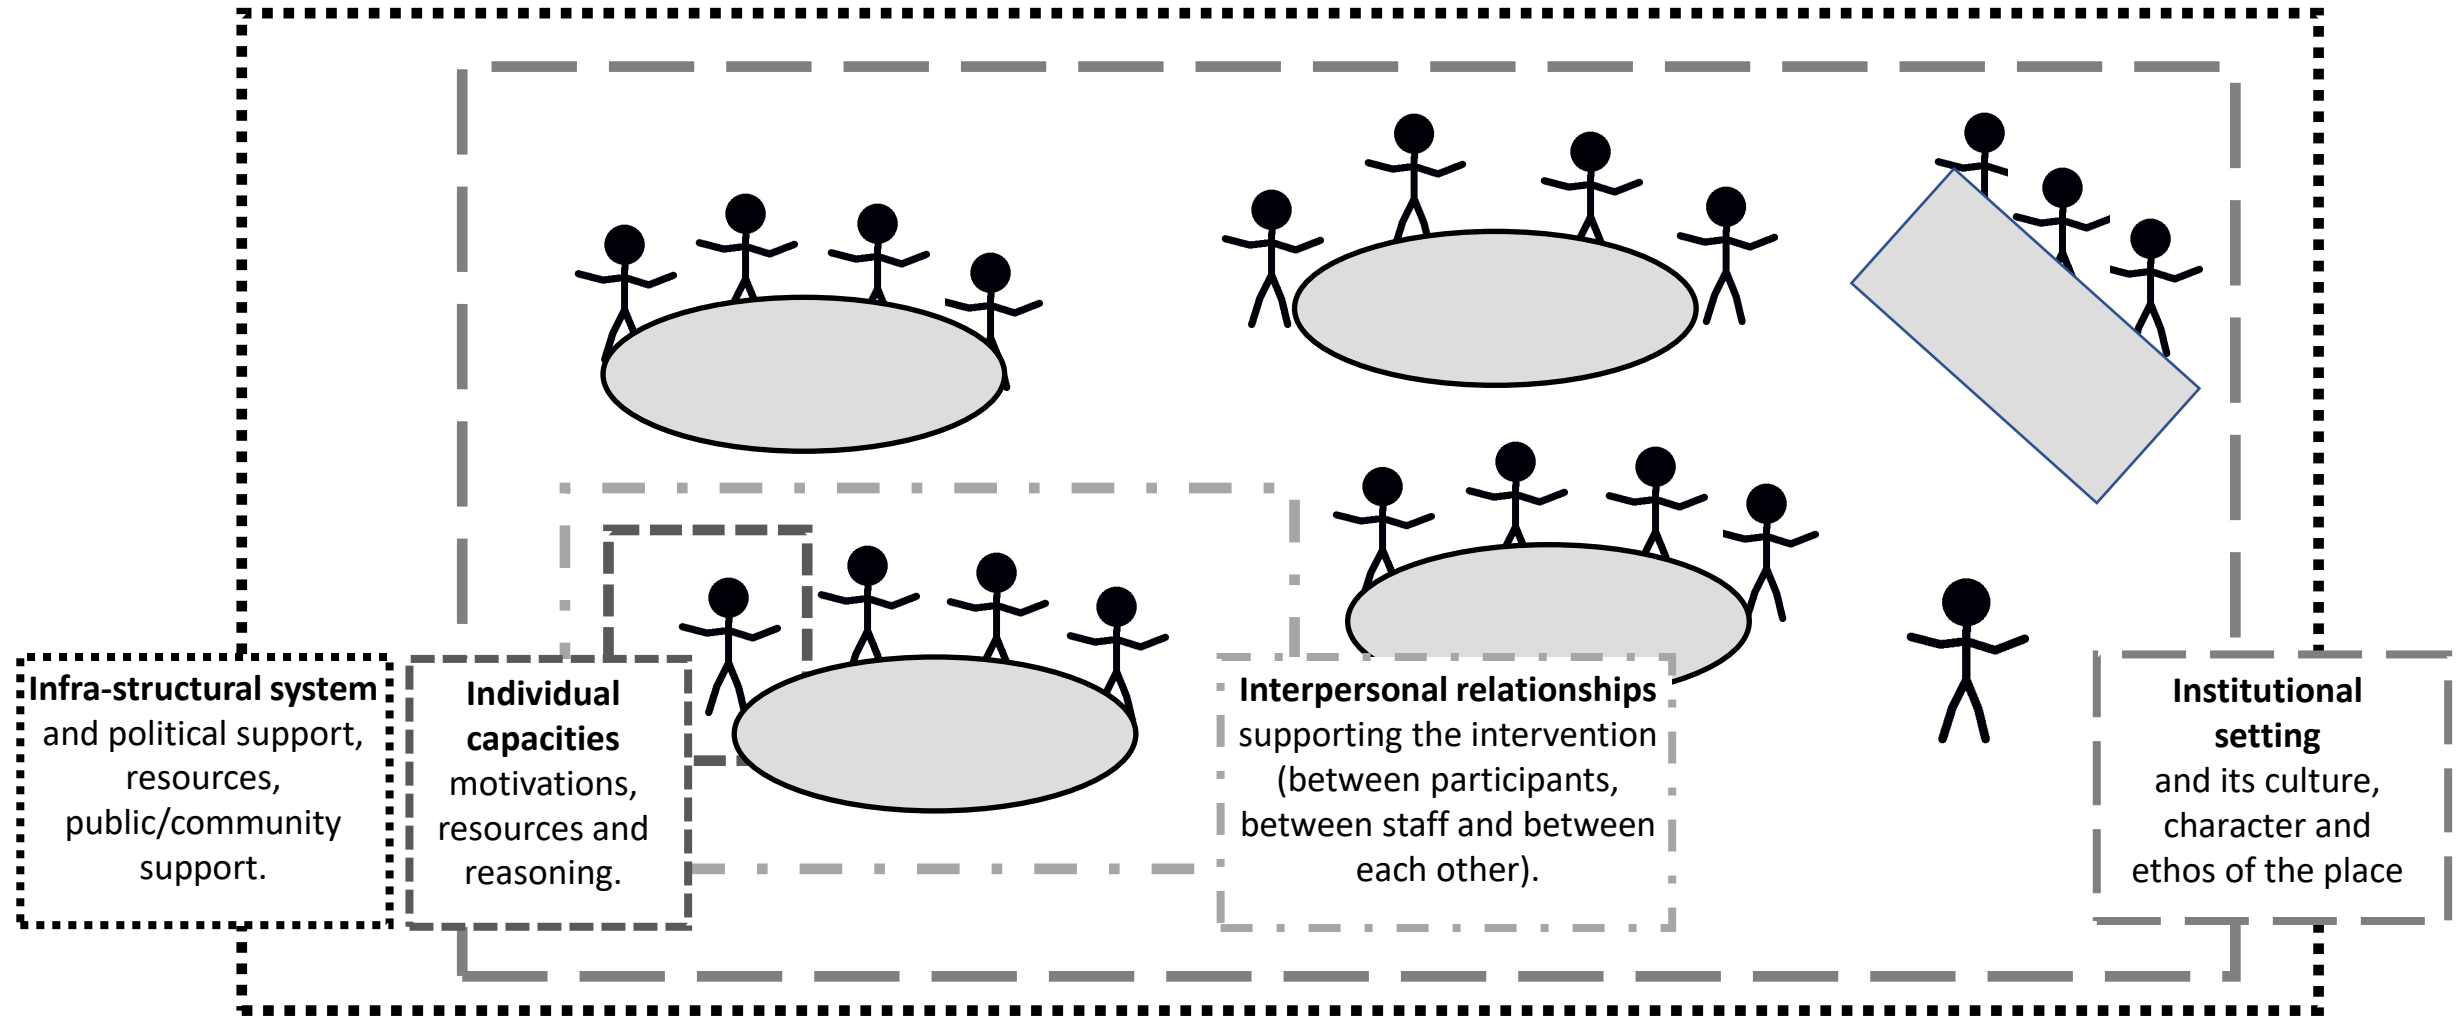 Infra-structural system
and political support,
resources,
public/community
support.
Individual
capacities
motivations,
resources and
reasoning.
Interpersonal relationships
supporting the intervention
(between participants,
between staff and between
each other).
Institutional
setting
and its culture,
character and
ethos of the place